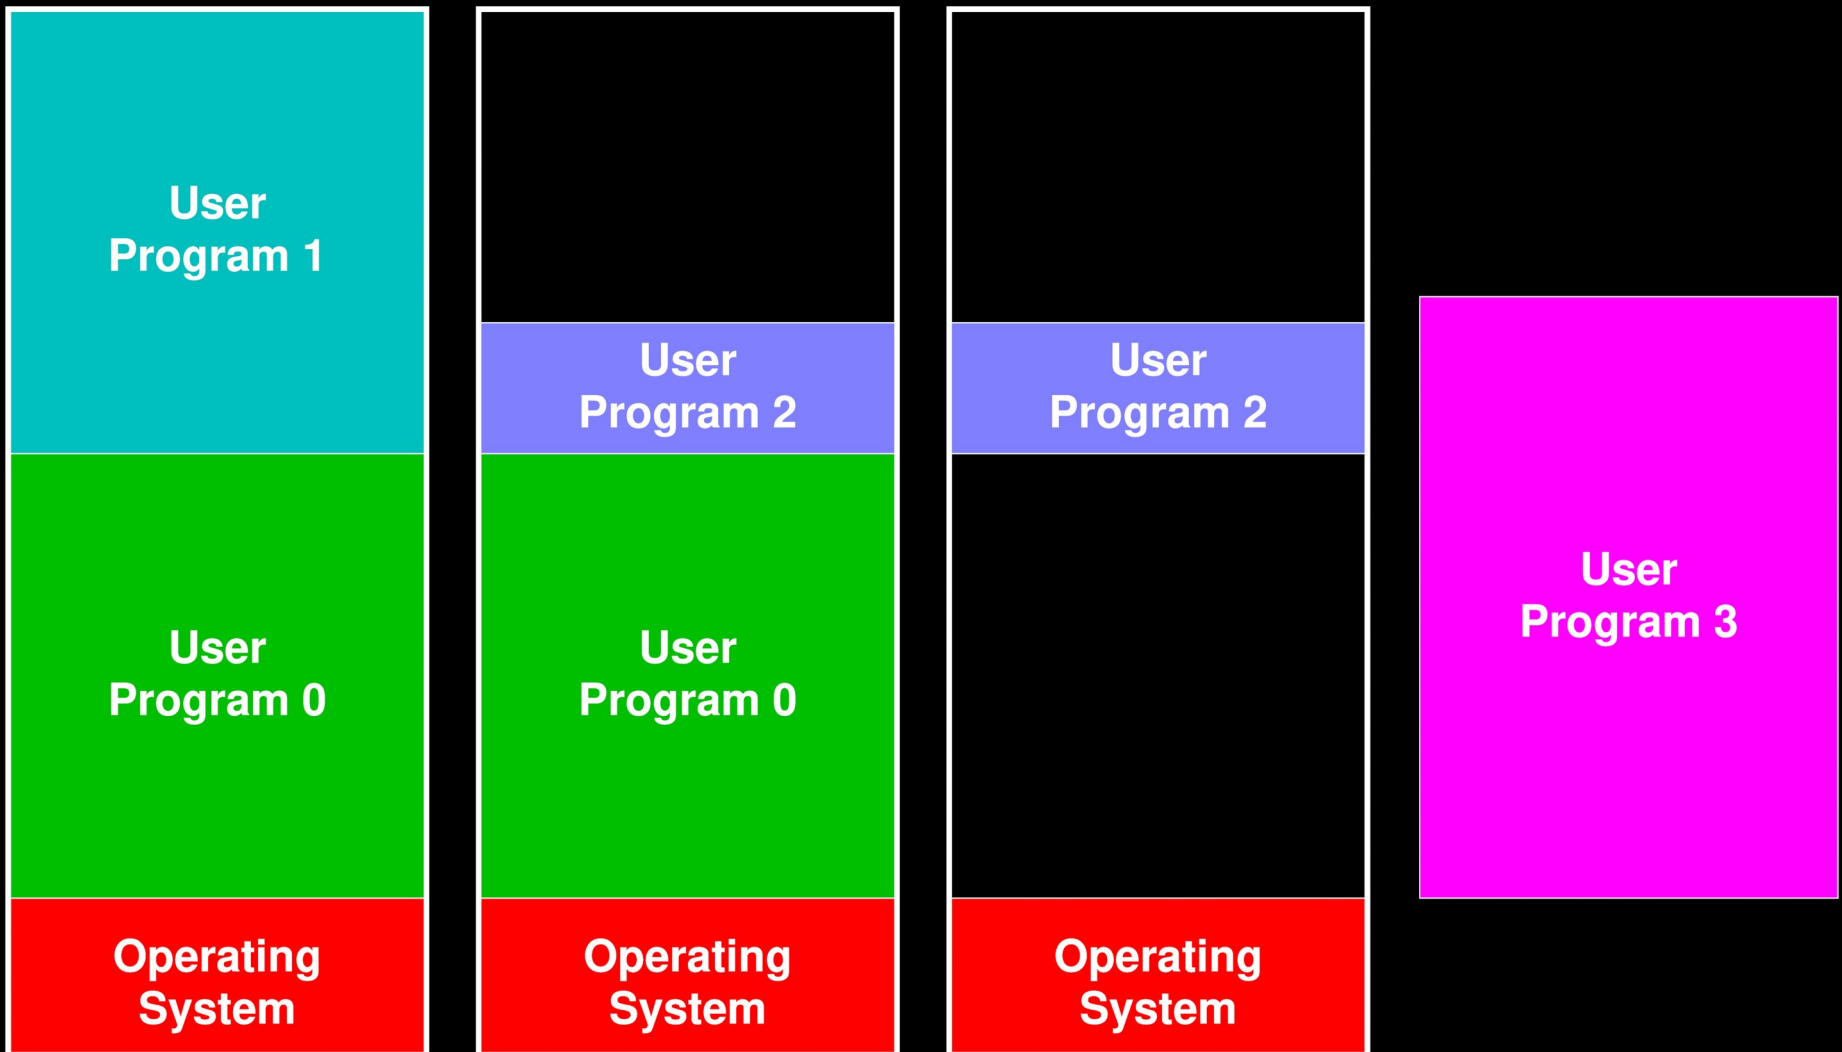 User
Program 1
User
Program 0
Operating
System
User
Program 2
User
Program 0
Operating
System
User
Program 2
Operating
System
User
Program 3